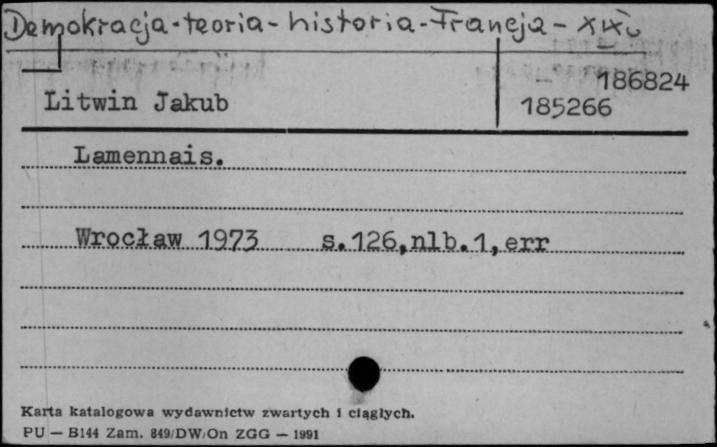 Demokracja - teoria - historia - Francja - XIX w
186824
Litwin Jakub 185266
Lamennais.
Wrocław 1973 s.126,nlb.1,err
Karta katalogowa wydawnictw zwartych i ciągłych.
PU — B144 Zam. 849/DW/On ZGG — 1991